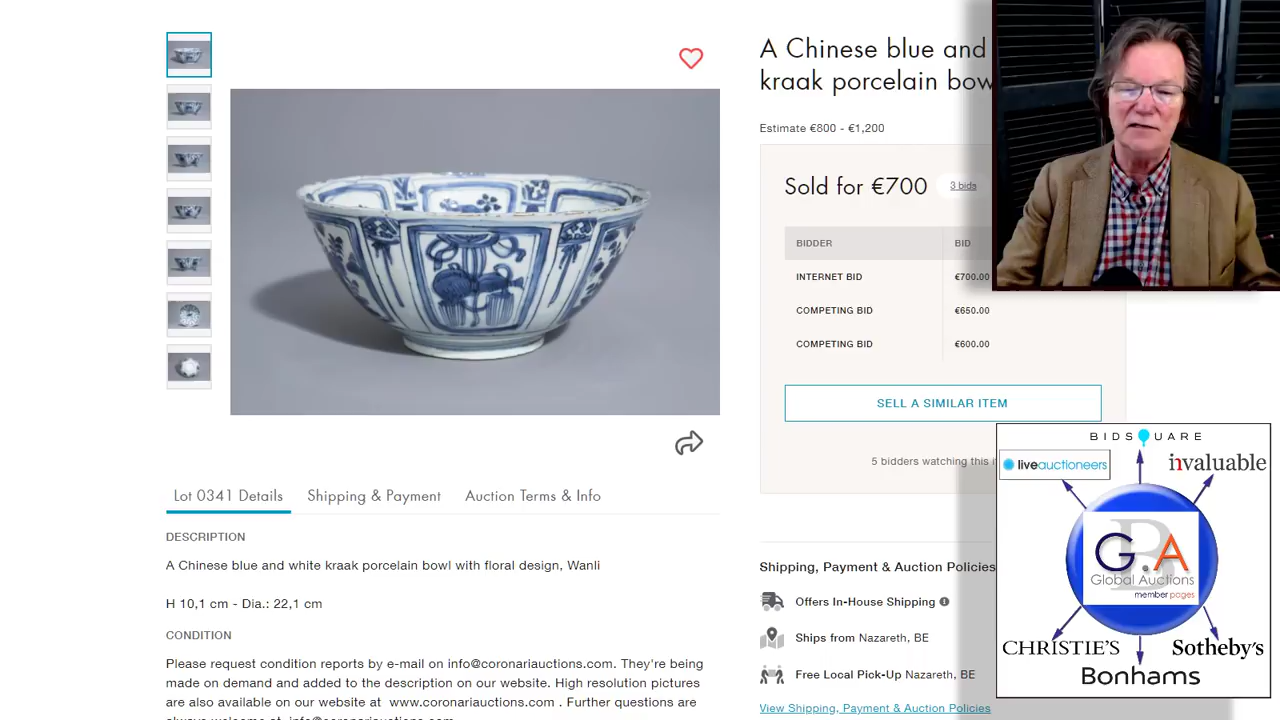 A Chinese blue and
kraak porcelain bow
Estimate €800 - €1,200
Sold for €700
3 bids
BIDDER BID
INTERNET BID €700.00
COMPETING BID €650.00
COMPETING BID €600.00
SELL A SIMILAR ITEM
5 bidders watching this i
Lot 0341 Details
Shipping & Payment
Auction Terms & Info
DESCRIPTION
A Chinese blue and white kraak porcelain bowl with floral design, Wanli
H 10,1 cm - Dia.: 22,1 cm
CONDITION
Please request condition reports by e-mail on info@coronariauctions.com. They're being
made on demand and added to the description on our website. High resolution pictures
are also available on our website at www.coronariauctions.com . Further questions are
always welcome at info@coronariauctions.com
Shipping, Payment & Auction Policies
Offers In-House Shipping
Ships from Nazareth, BE
Free Local Pick-Up Nazareth, BE
View Shipping, Payment & Auction Policies
BIDSQUARE
liveauctioneers
invaluable
B
G.A
Global Auctions
member pages
CHRISTIE'S
Sotheby's
Bonhams